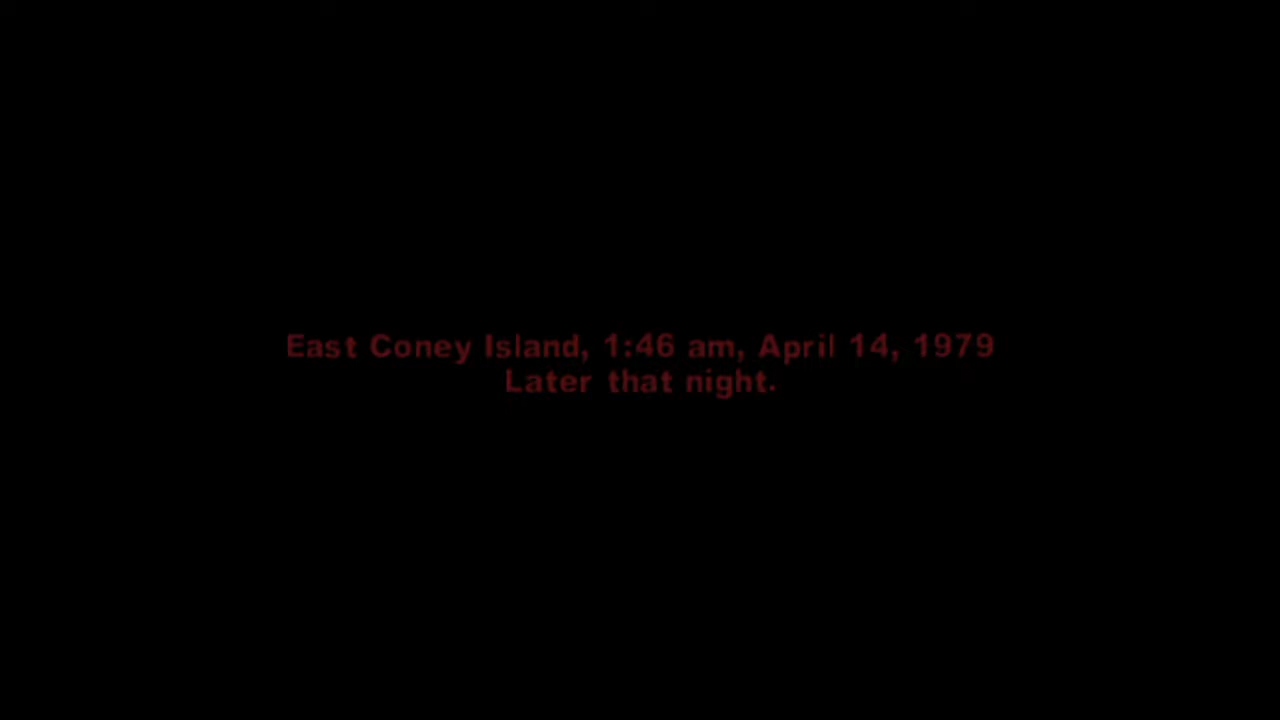 East Coney Island, 1:46 am, April 14, 1979
Later that night.